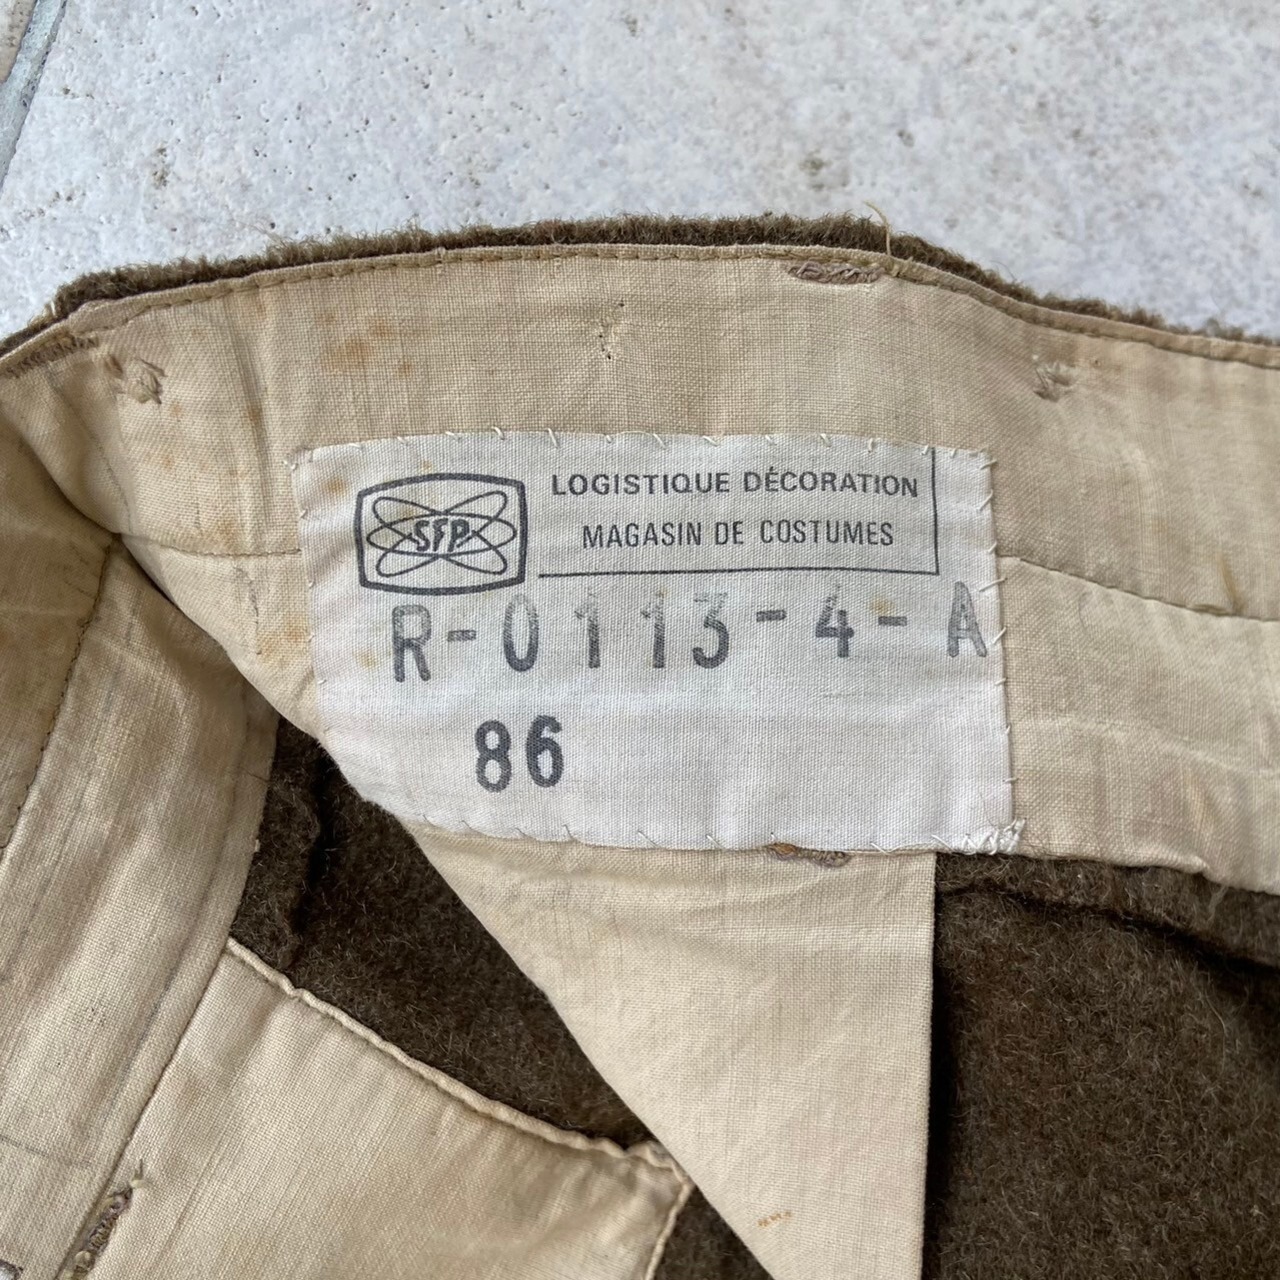 SFP
LOGISTIQUE DÉCORATION
MAGASIN DE COSTUMES
R-0113-4-A
86